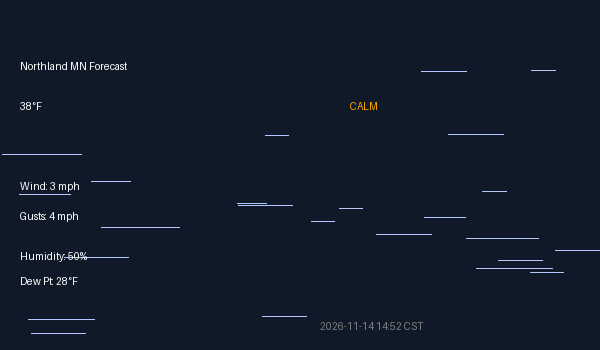 Northland MN Forecast
38°F CALM
Wind: 3 mph
Gusts: 4 mph
Humidity: 50%
Dew Pt: 28°F
2026-11-14 14:52 CST